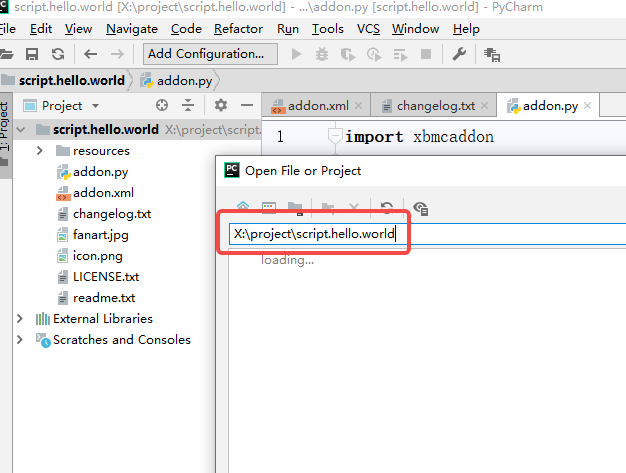 PC script.hello.world [X:\project\script.hello.world] - ...\addon.py [script.hello.world] - PyCharm
File Edit View Navigate Code Refactor Run Tools VCS Window Help
Add Configuration...
script.hello.world addon.py
1: Project
Project
addon.xml changelog.txt addon.py
script.hello.world X:\project\script.
resources
addon.py
addon.xml
changelog.txt
fanart.jpg
icon.png
LICENSE.txt
readme.txt
External Libraries
Scratches and Consoles
1 import xbmcaddon
PC Open File or Project
X:\project\script.hello.world
loading...